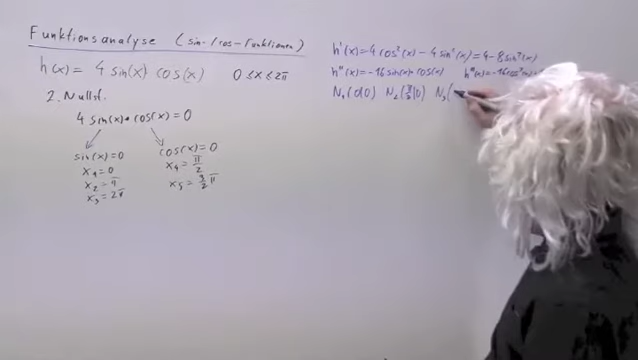 Funktionsanalyse (sin-/cos-Funktionen)
h(x) = 4 sin(x) cos(x) 0 ≤ x ≤ 2π
2. Nullst.
4 sin(x) • cos(x) = 0
sin(x) = 0 cos(x) = 0
x₁ = 0 x₄ = π/2
x₂ = π x₅ = 3/2 π
x₃ = 2π
h'(x) = 4 cos²(x) - 4 sin²(x) = 4 - 8 sin²(x)
h''(x) = -16 sin(x) • cos(x) h'''(x) = -16 cos²(x)
N₁(0|0) N₂(π/2|0) N₃(